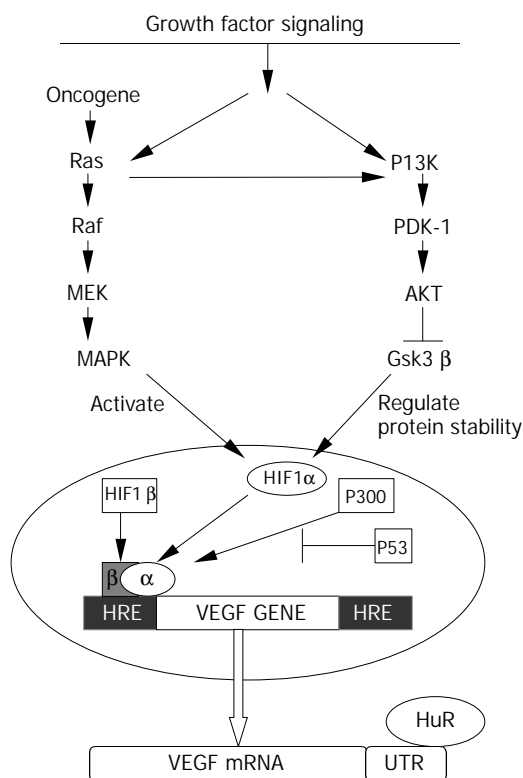 Growth factor signaling
Oncogene
Ras
P13K
Raf
PDK-1
MEK
AKT
MAPK
Gsk3 β
Activate
Regulate
protein stability
HIF1α
HIF1 β
P300
P53
β
α
HRE
VEGF GENE
HRE
HuR
VEGF mRNA
UTR